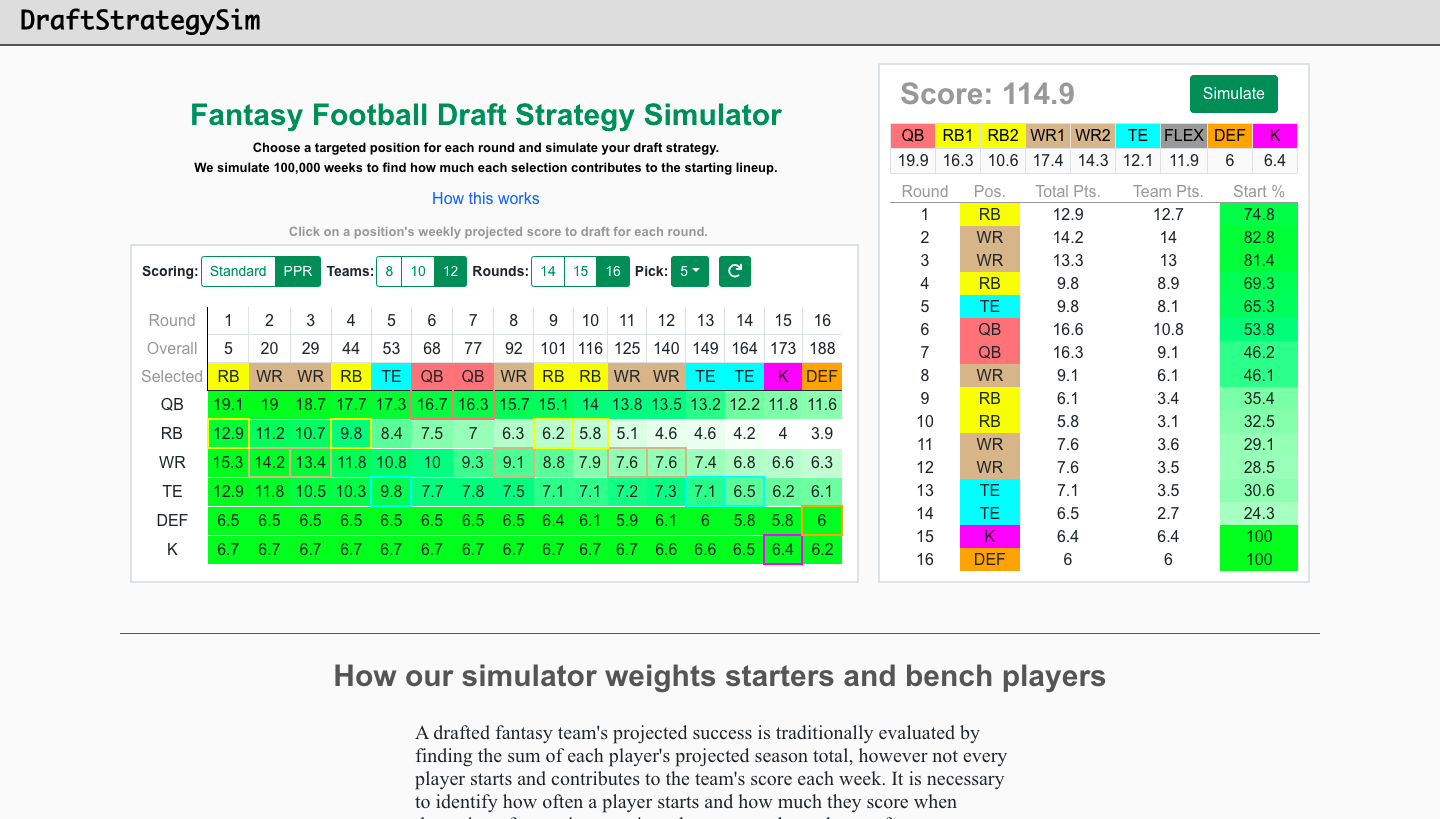 DraftStrategySim
Fantasy Football Draft Strategy Simulator
Choose a targeted position for each round and simulate your draft strategy.
We simulate 100,000 weeks to find how much each selection contributes to the starting lineup.
How this works
Click on a position's weekly projected score to draft for each round.
Scoring: Standard PPR Teams: 8 10 12 Rounds: 14 15 16 Pick: 5
Round 1 2 3 4 5 6 7 8 9 10 11 12 13 14 15 16
Overall 5 20 29 44 53 68 77 92 101 116 125 140 149 164 173 188
Selected RB WR WR RB TE QB QB WR RB RB WR WR TE TE K DEF
QB 19.1 19 18.7 17.7 17.3 16.7 16.3 15.7 15.1 14 13.8 13.5 13.2 12.2 11.8 11.6
RB 12.9 11.2 10.7 9.8 8.4 7.5 7 6.3 6.2 5.8 5.1 4.6 4.6 4.2 4 3.9
WR 15.3 14.2 13.4 11.8 10.8 10 9.3 9.1 8.8 7.9 7.6 7.6 7.4 6.8 6.6 6.3
TE 12.9 11.8 10.5 10.3 9.8 7.7 7.8 7.5 7.1 7.1 7.2 7.3 7.1 6.5 6.2 6.1
DEF 6.5 6.5 6.5 6.5 6.5 6.5 6.5 6.5 6.4 6.1 5.9 6.1 6 5.8 5.8 6
K 6.7 6.7 6.7 6.7 6.7 6.7 6.7 6.7 6.7 6.7 6.7 6.6 6.6 6.5 6.4 6.2
Score: 114.9 Simulate
QB RB1 RB2 WR1 WR2 TE FLEX DEF K
19.9 16.3 10.6 17.4 14.3 12.1 11.9 6 6.4
Round Pos. Total Pts. Team Pts. Start %
1 RB 12.9 12.7 74.8
2 WR 14.2 14 82.8
3 WR 13.3 13 81.4
4 RB 9.8 8.9 69.3
5 TE 9.8 8.1 65.3
6 QB 16.6 10.8 53.8
7 QB 16.3 9.1 46.2
8 WR 9.1 6.1 46.1
9 RB 6.1 3.4 35.4
10 RB 5.8 3.1 32.5
11 WR 7.6 3.6 29.1
12 WR 7.6 3.5 28.5
13 TE 7.1 3.5 30.6
14 TE 6.5 2.7 24.3
15 K 6.4 6.4 100
16 DEF 6 6 100
How our simulator weights starters and bench players
A drafted fantasy team's projected success is traditionally evaluated by
finding the sum of each player's projected season total, however not every
player starts and contributes to the team's score each week. It is necessary
to identify how often a player starts and how much they score when